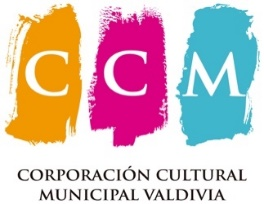 C C M
CORPORACIÓN CULTURAL
MUNICIPAL VALDIVIA